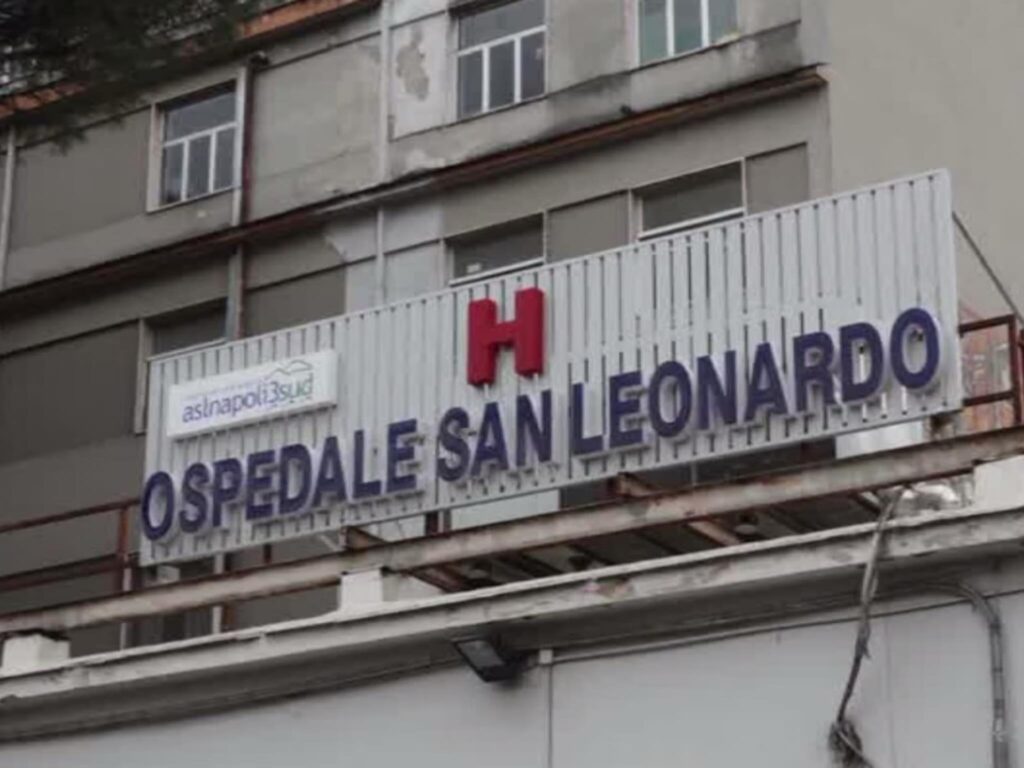 H
aslnapoli3sud
OSPEDALE SAN LEONARDO